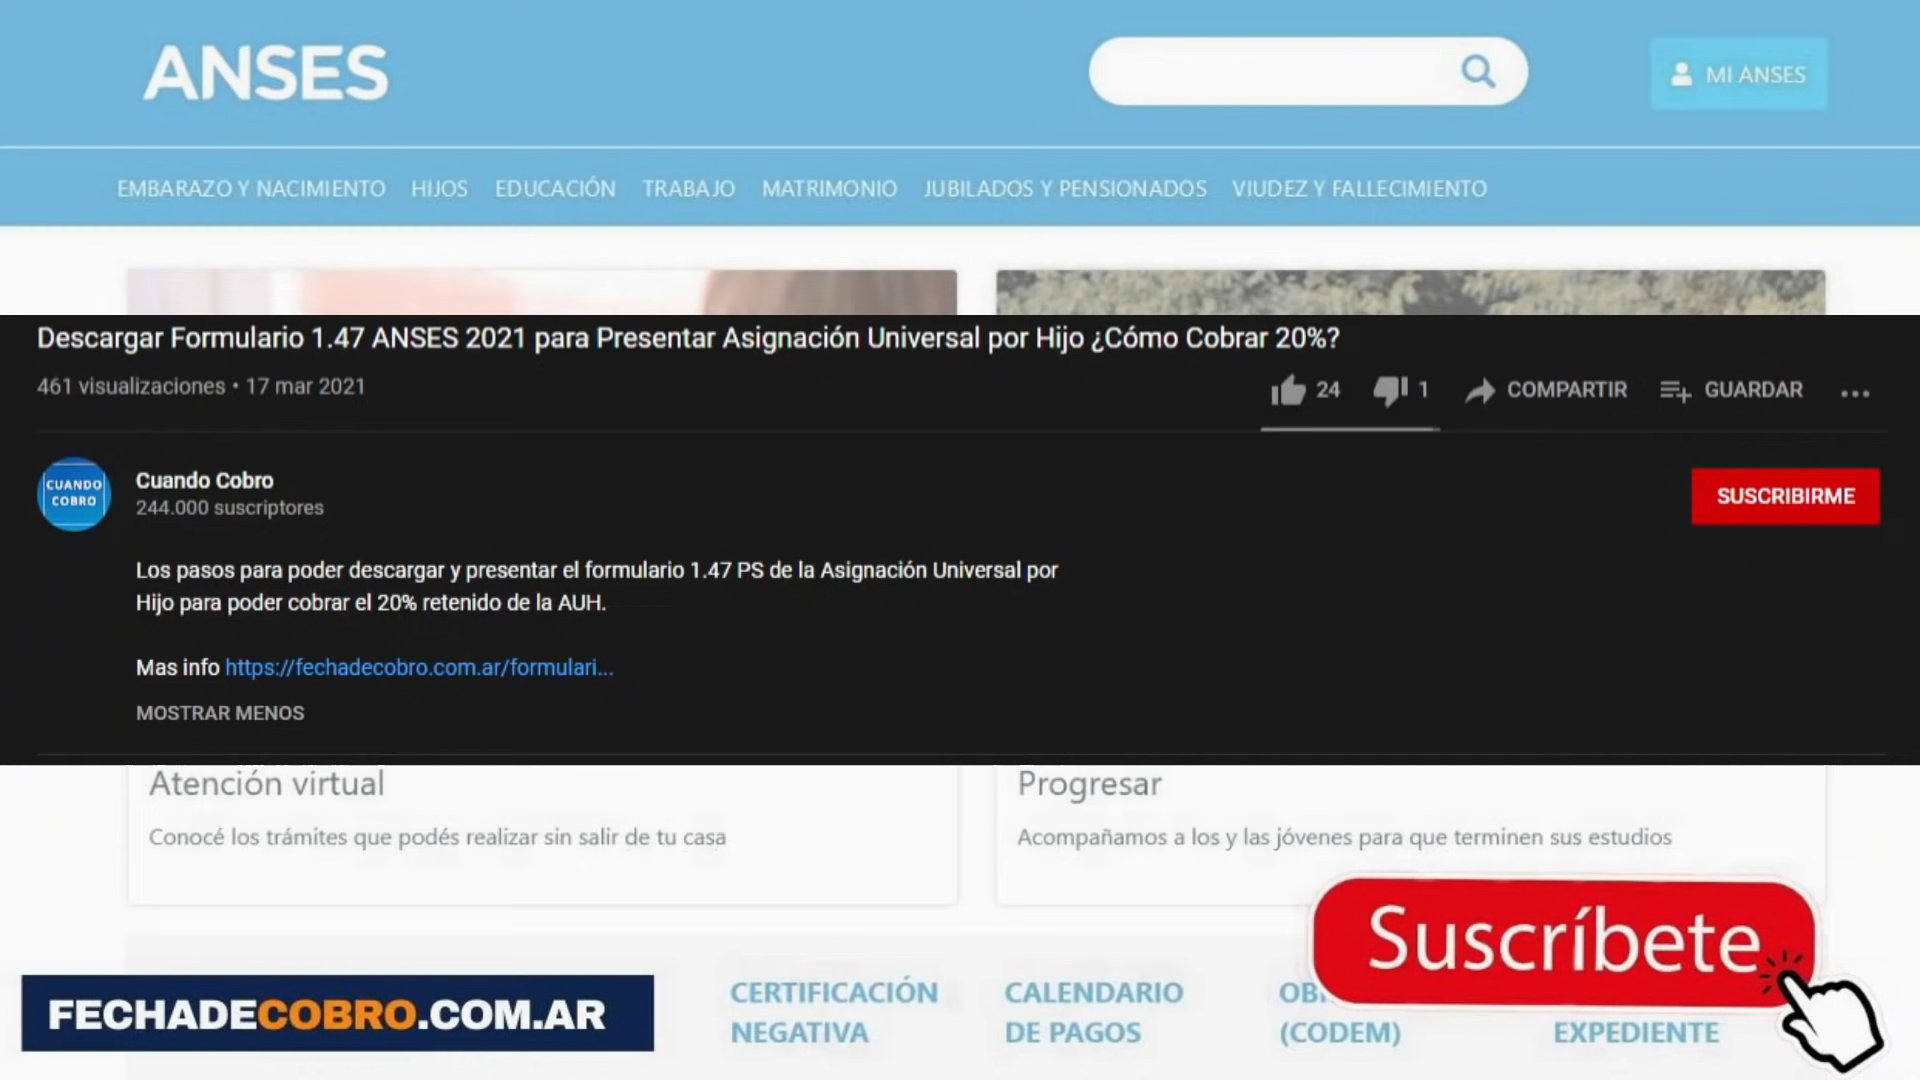 ANSES
MI ANSES
EMBARAZO Y NACIMIENTO HIJOS EDUCACIÓN TRABAJO MATRIMONIO JUBILADOS Y PENSIONADOS VIUDEZ Y FALLECIMIENTO
Descargar Formulario 1.47 ANSES 2021 para Presentar Asignación Universal por Hijo ¿Cómo Cobrar 20%?
461 visualizaciones • 17 mar 2021
24 1 COMPARTIR GUARDAR ...
CUANDO
COBRO
Cuando Cobro
244.000 suscriptores
SUSCRIBIRME
Los pasos para poder descargar y presentar el formulario 1.47 PS de la Asignación Universal por
Hijo para poder cobrar el 20% retenido de la AUH.
Mas info https://fechadecobro.com.ar/formulari...
MOSTRAR MENOS
Atención virtual
Conocé los trámites que podés realizar sin salir de tu casa
Progresar
Acompañamos a los y las jóvenes para que terminen sus estudios
Suscríbete
FECHADECOBRO.COM.AR
CERTIFICACIÓN
NEGATIVA
CALENDARIO
DE PAGOS
(CODEM)
EXPEDIENTE